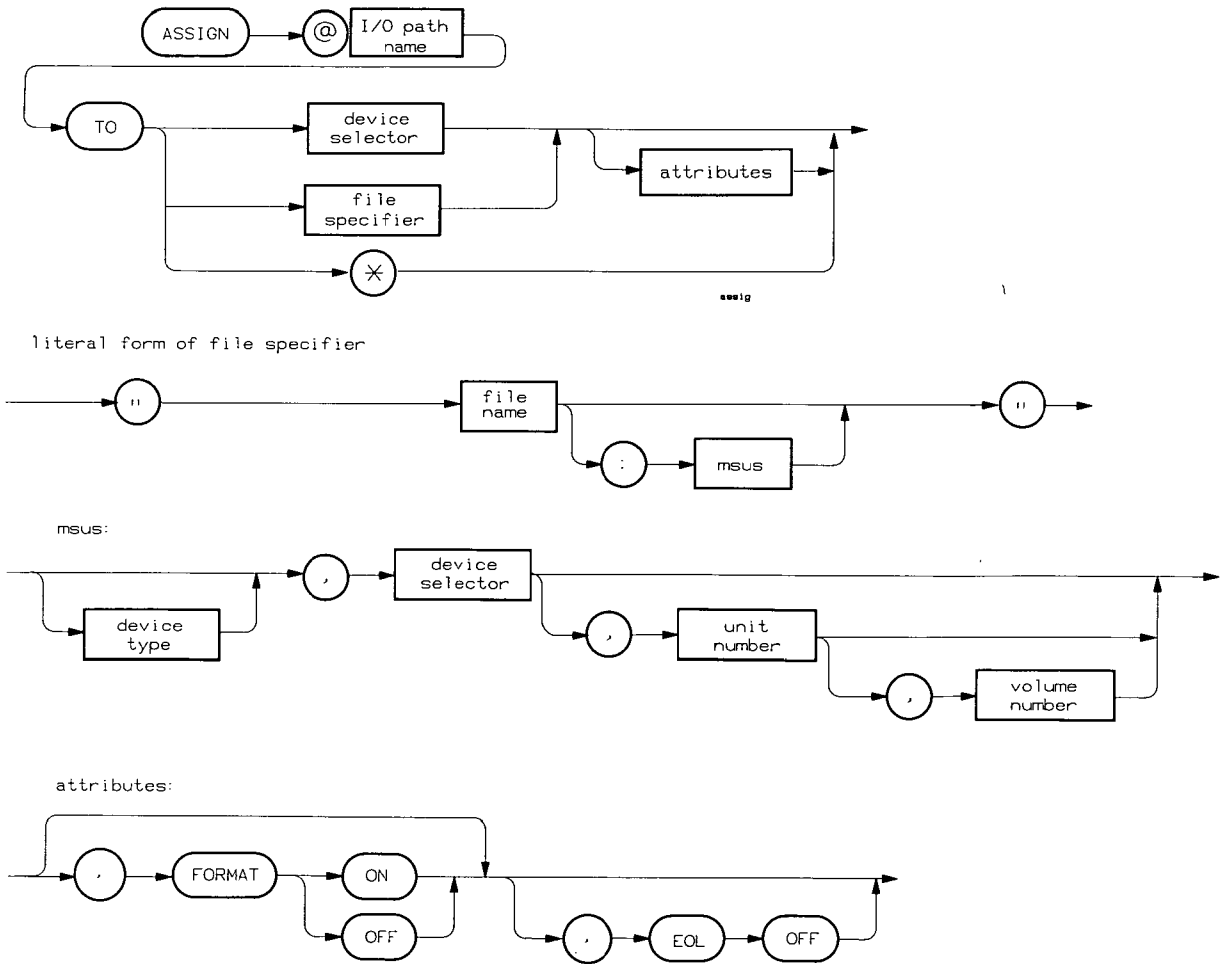 ASSIGN @ I/O path
name
TO device
selector
attributes
file
specifier
*
assig
literal form of file specifier
" file
name "
: msus
msus:
, device
selector
device
type
, unit
number
, volume
number
attributes:
, FORMAT ON
OFF , EOL OFF